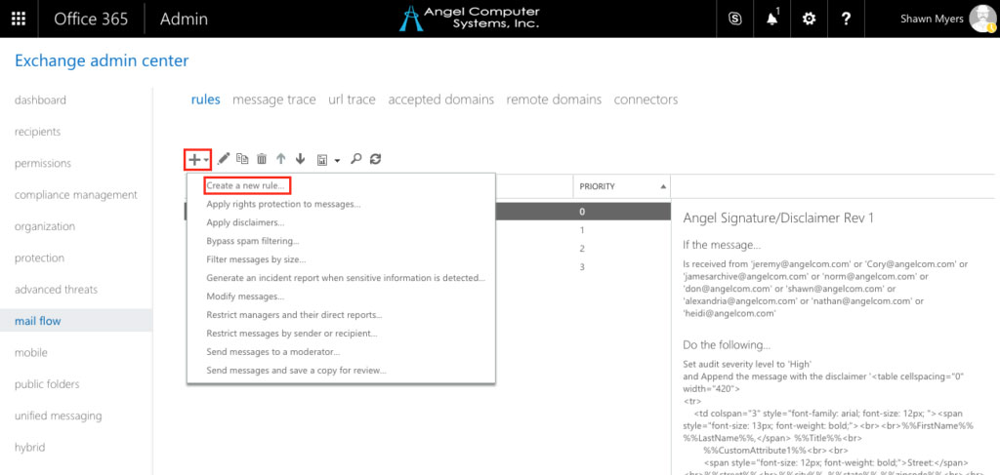 Office 365
Admin
Angel Computer
Systems, Inc.
1
Shawn Myers
Exchange admin center
dashboard
recipients
permissions
compliance management
organization
protection
advanced threats
mail flow
mobile
public folders
unified messaging
hybrid
rules message trace url trace accepted domains remote domains connectors
Create a new rule...
Apply rights protection to messages...
Apply disclaimers...
Bypass spam filtering...
Filter messages by size...
Generate an incident report when sensitive information is detected...
Modify messages...
Restrict managers and their direct reports...
Restrict messages by sender or recipient...
Send messages to a moderator...
Send messages and save a copy for review...
PRIORITY
0
1
2
3
Angel Signature/Disclaimer Rev 1
If the message...
Is received from 'jeremy@angelcom.com' or 'Cory@angelcom.com' or
'jamesarchive@angelcom.com' or 'norm@angelcom.com' or
'don@angelcom.com' or 'shawn@angelcom.com' or
'alexandria@angelcom.com' or 'nathan@angelcom.com' or
'heidi@angelcom.com'
Do the following...
Set audit severity level to 'High'
and Append the message with the disclaimer '<table cellspacing="0"
width="420">
<tr>
<td colspan="3" style="font-family: arial; font-size: 12px; "><span
style="font-size: 13px; font-weight: bold;"><br><br>%%FirstName%%
%%LastName%%,</span> %%Title%%<br>
%%CustomAttribute1%%<br><br>
<span style="font-size: 12px; font-weight: bold;">Street:</span>
<br>%%street%%<br>%%city%%, %%state%% %%zipcode%%<br><br>